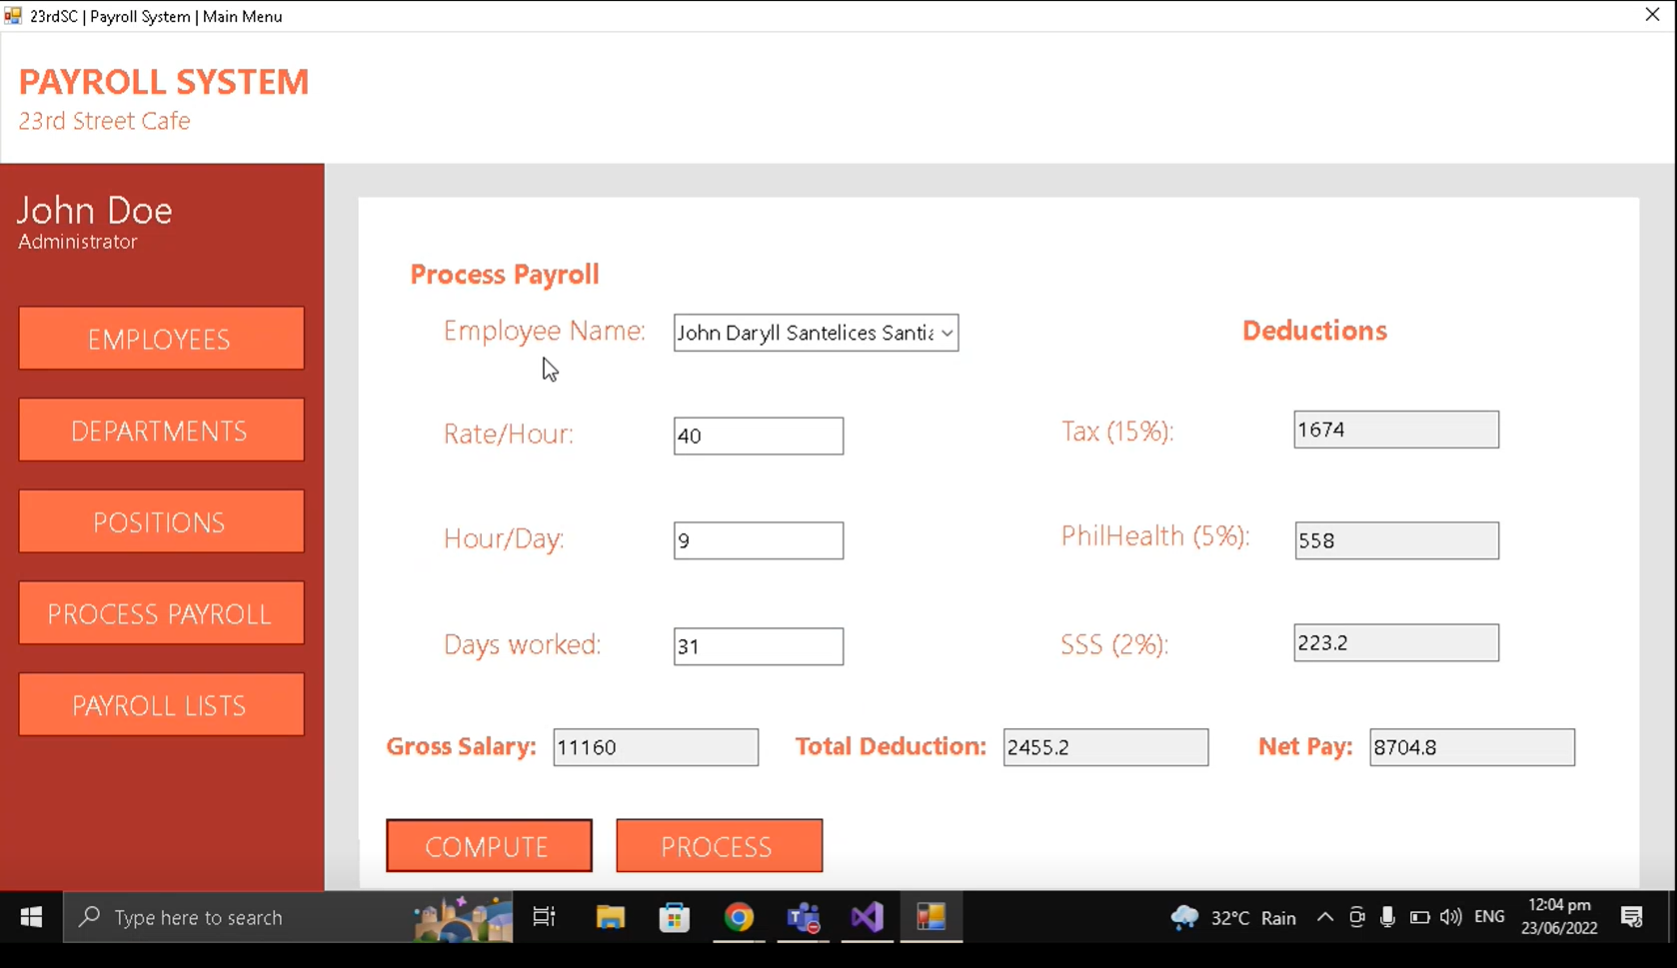 23rdSC | Payroll System | Main Menu
PAYROLL SYSTEM
23rd Street Cafe
John Doe
Administrator
EMPLOYEES
DEPARTMENTS
POSITIONS
PROCESS PAYROLL
PAYROLL LISTS
Process Payroll
Employee Name: John Daryll Santelices Santia
Deductions
Rate/Hour: 40
Tax (15%): 1674
Hour/Day: 9
PhilHealth (5%): 558
Days worked: 31
SSS (2%): 223.2
Gross Salary: 11160 Total Deduction: 2455.2 Net Pay: 8704.8
COMPUTE PROCESS
Type here to search
32°C Rain
ENG
12:04 pm
23/06/2022